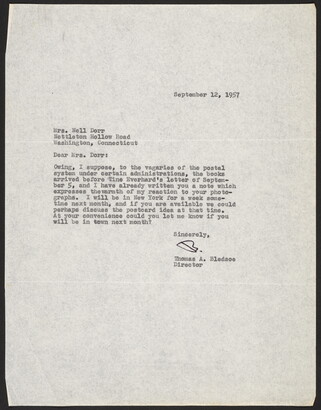 September 12, 1957
Mrs. Nell Dorr
Nettleton Hollow Road
Washington, Connecticut
Dear Mrs. Dorr:
Owing, I suppose, to the vagaries of the postal
system under certain administrations, the books
arrived before Tine Everhard's letter of Septem-
ber 5, and I have already written you a note which
expresses the warmth of my reaction to your photo-
graphs. I will be in New York for a week some-
time next month, and if you are available we could
perhaps discuss the postcard idea at that time.
At your convenience could you let me know if you
will be in town next month?
Sincerely,
Thomas A. Bledsoe
Director